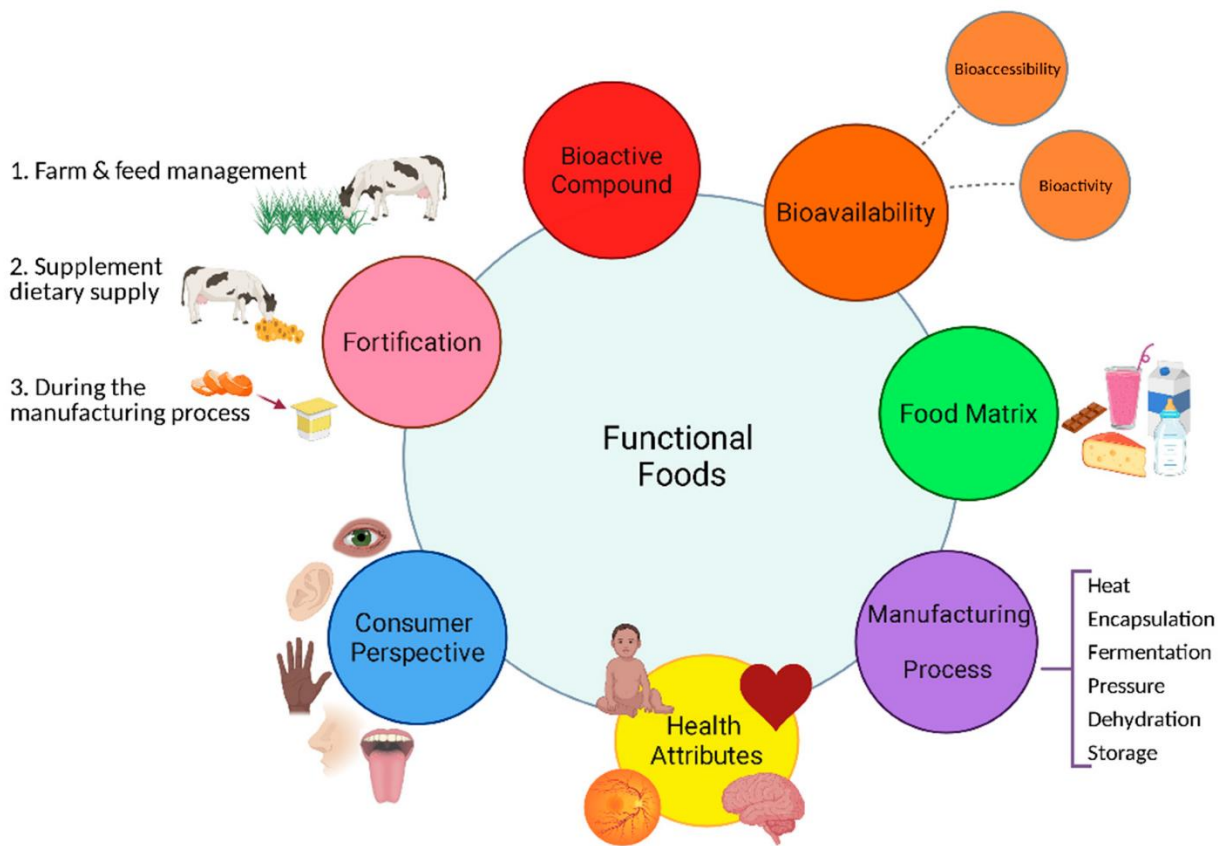 Bioaccessibility
Bioactive
Compound
1. Farm & feed management
Bioavailability
Bioactivity
2. Supplement
dietary supply
Fortification
3. During the
manufacturing process
Food Matrix
Functional
Foods
Consumer
Perspective
Manufacturing
Process
Heat
Encapsulation
Fermentation
Pressure
Dehydration
Storage
Health
Attributes